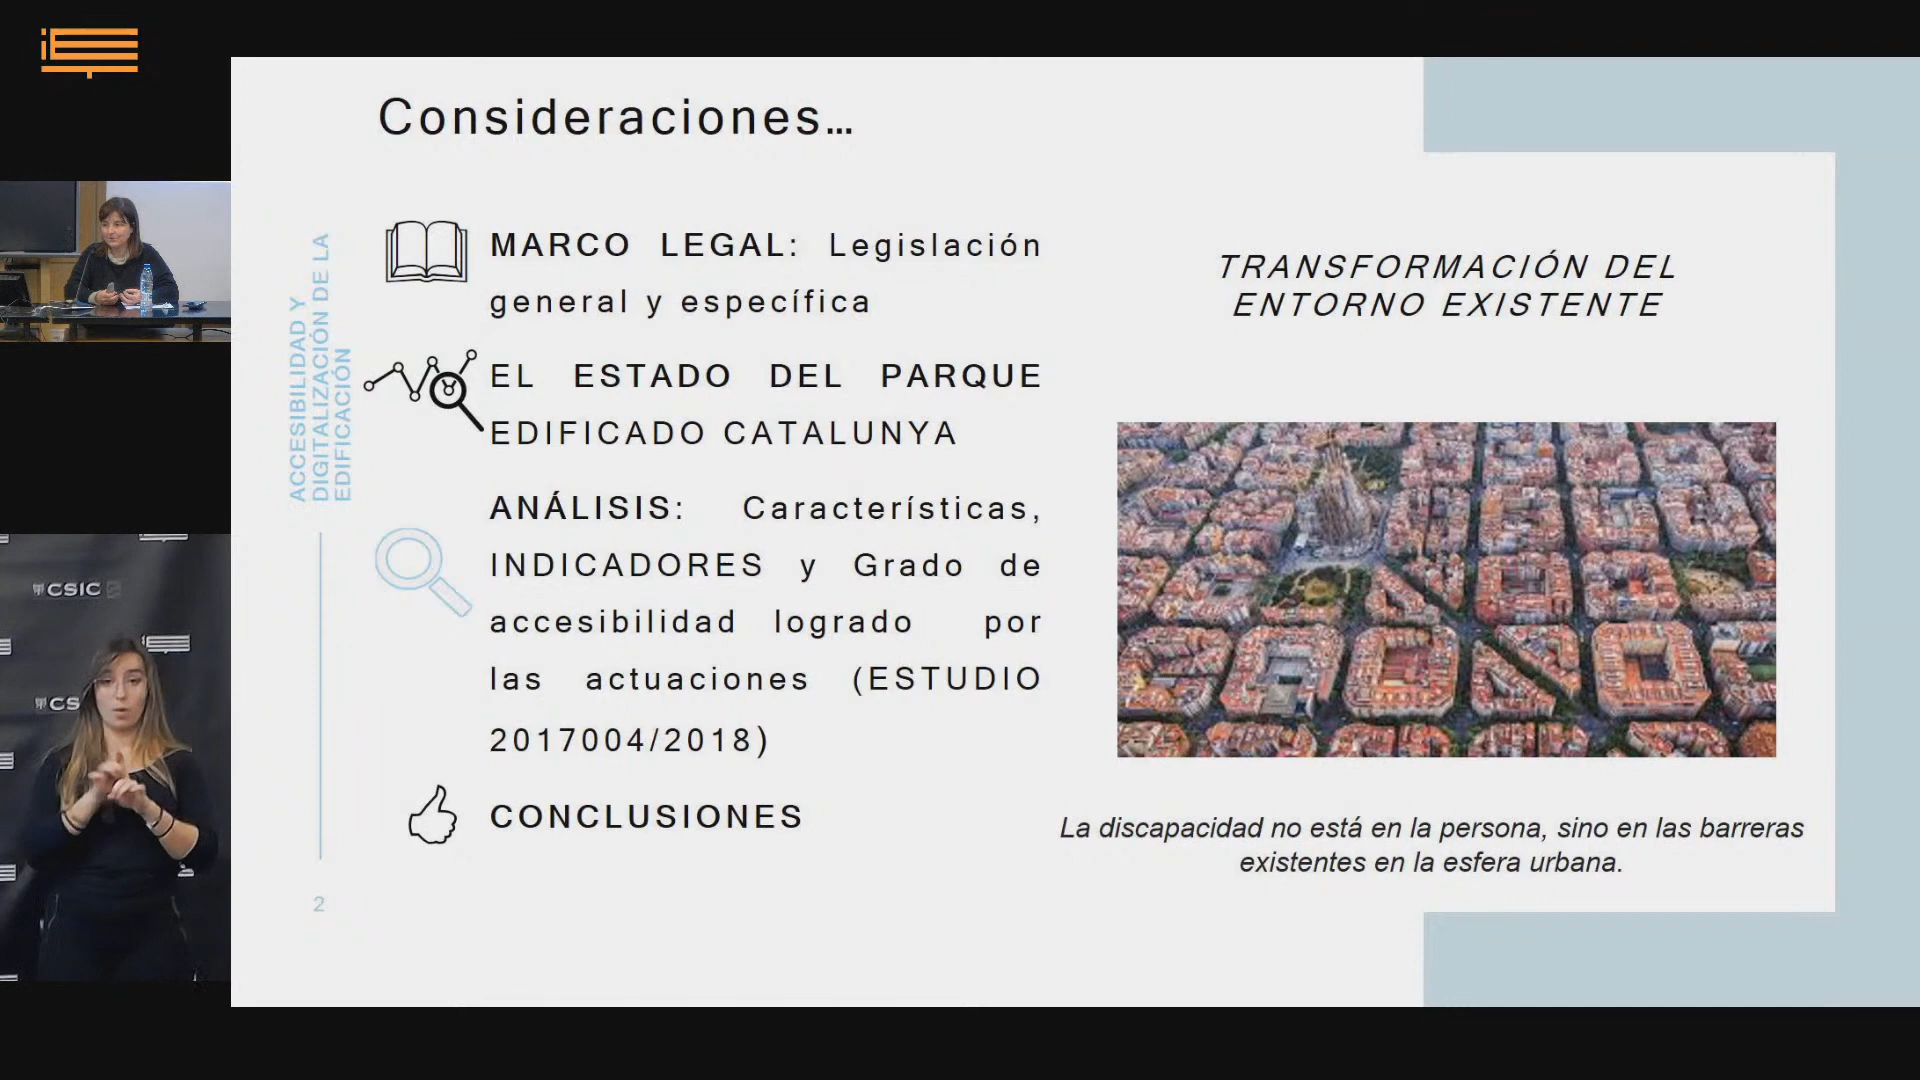 Consideraciones…
MARCO LEGAL: Legislación
general y específica
EL ESTADO DEL PARQUE
EDIFICADO CATALUNYA
ANÁLISIS: Características,
INDICADORES y Grado de
accesibilidad logrado por
las actuaciones (ESTUDIO
2017004/2018)
CONCLUSIONES
TRANSFORMACIÓN DEL
ENTORNO EXISTENTE
La discapacidad no está en la persona, sino en las barreras
existentes en la esfera urbana.
ACCESIBILIDAD Y
DIGITALIZACIÓN DE LA
EDIFICACIÓN
2
CSIC
CS